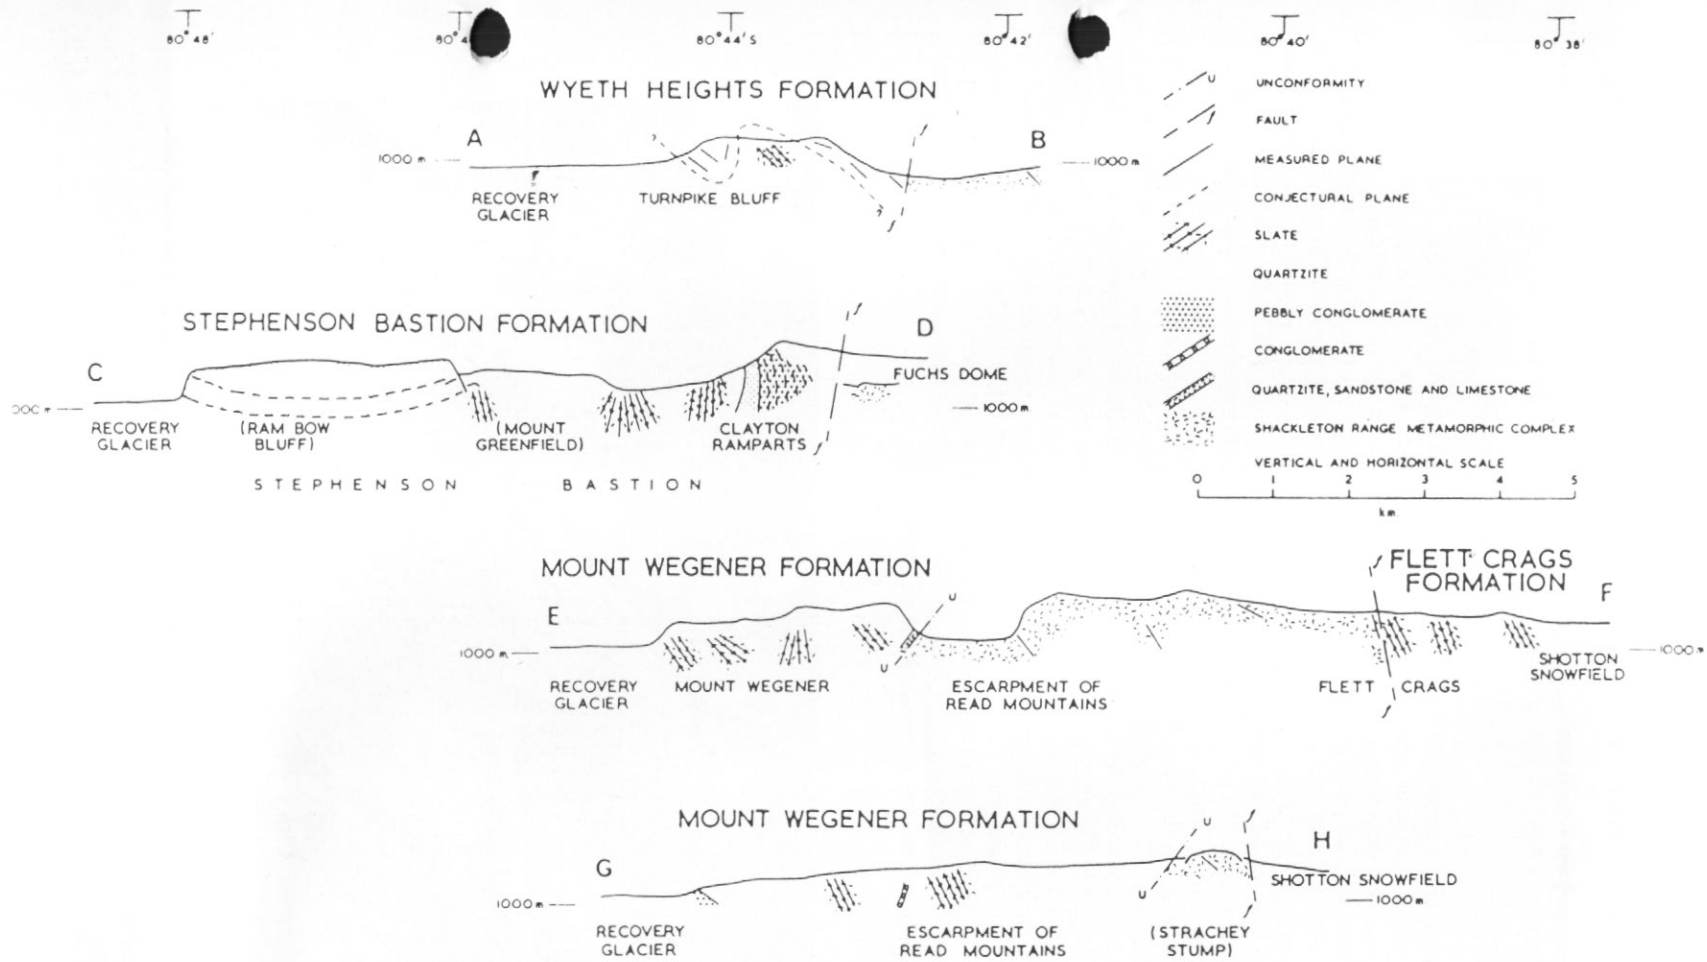 80°48'
80°4
80°44'S
80°42'
80°40'
80°38'
WYETH HEIGHTS FORMATION
A
B
1000 m
1000 m
RECOVERY
GLACIER
TURNPIKE BLUFF
?
?
U
UNCONFORMITY
FAULT
MEASURED PLANE
CONJECTURAL PLANE
SLATE
QUARTZITE
PEBBLY CONGLOMERATE
CONGLOMERATE
QUARTZITE, SANDSTONE AND LIMESTONE
SHACKLETON RANGE METAMORPHIC COMPLEX
VERTICAL AND HORIZONTAL SCALE
0 1 2 3 4 5
km
STEPHENSON BASTION FORMATION
C
D
000 m
1000 m
FUCHS DOME
RECOVERY
GLACIER
(RAM BOW
BLUFF)
(MOUNT
GREENFIELD)
CLAYTON
RAMPARTS
STEPHENSON BASTION
MOUNT WEGENER FORMATION
FLETT CRAGS
FORMATION
E
F
U
U
1000 m
1000 m
RECOVERY
GLACIER
MOUNT WEGENER
ESCARPMENT OF
READ MOUNTAINS
FLETT CRAGS
SHOTTON
SNOWFIELD
MOUNT WEGENER FORMATION
G
H
U
U
1000 m
1000 m
SHOTTON SNOWFIELD
RECOVERY
GLACIER
ESCARPMENT OF
READ MOUNTAINS
(STRACHEY
STUMP)